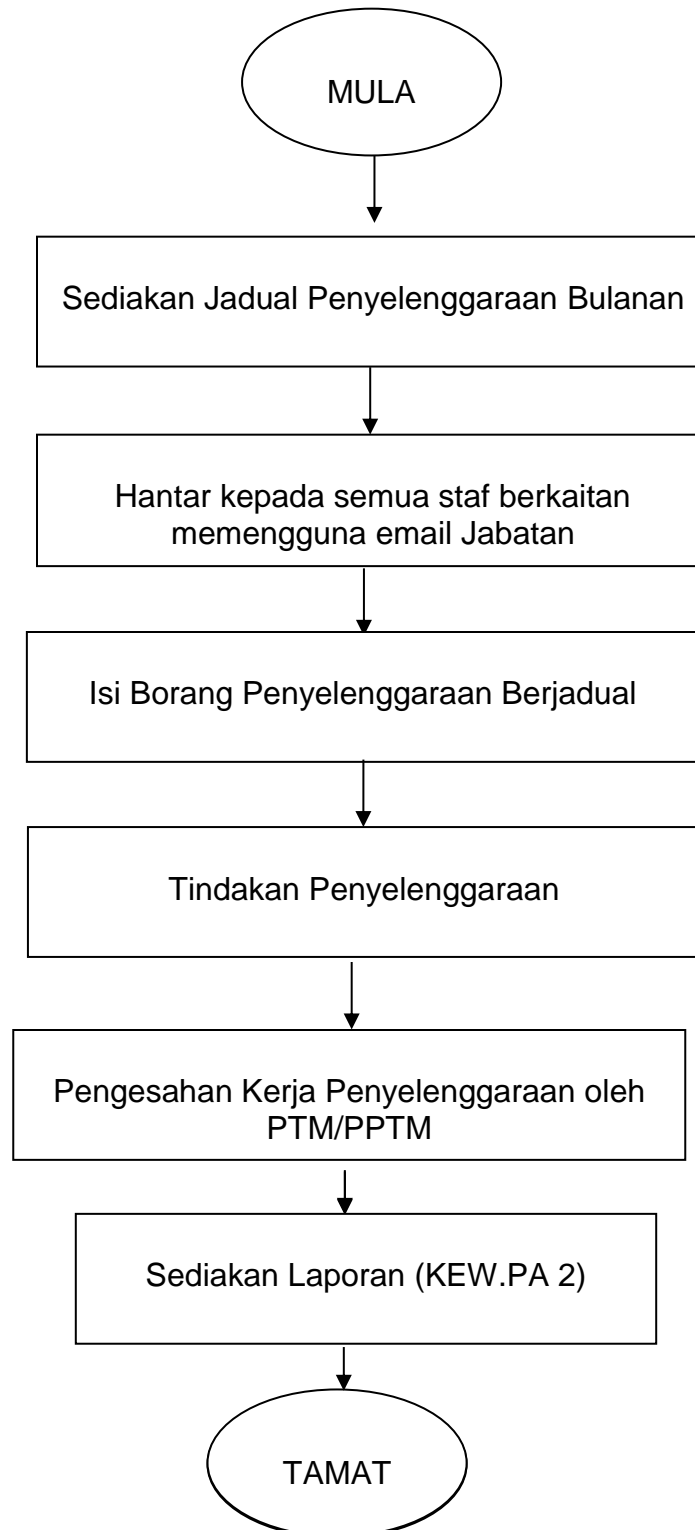 MULA
Sediakan Jadual Penyelenggaraan Bulanan
Hantar kepada semua staf berkaitan
memengguna email Jabatan
Isi Borang Penyelenggaraan Berjadual
Tindakan Penyelenggaraan
Pengesahan Kerja Penyelenggaraan oleh
PTM/PPTM
Sediakan Laporan (KEW.PA 2)
TAMAT